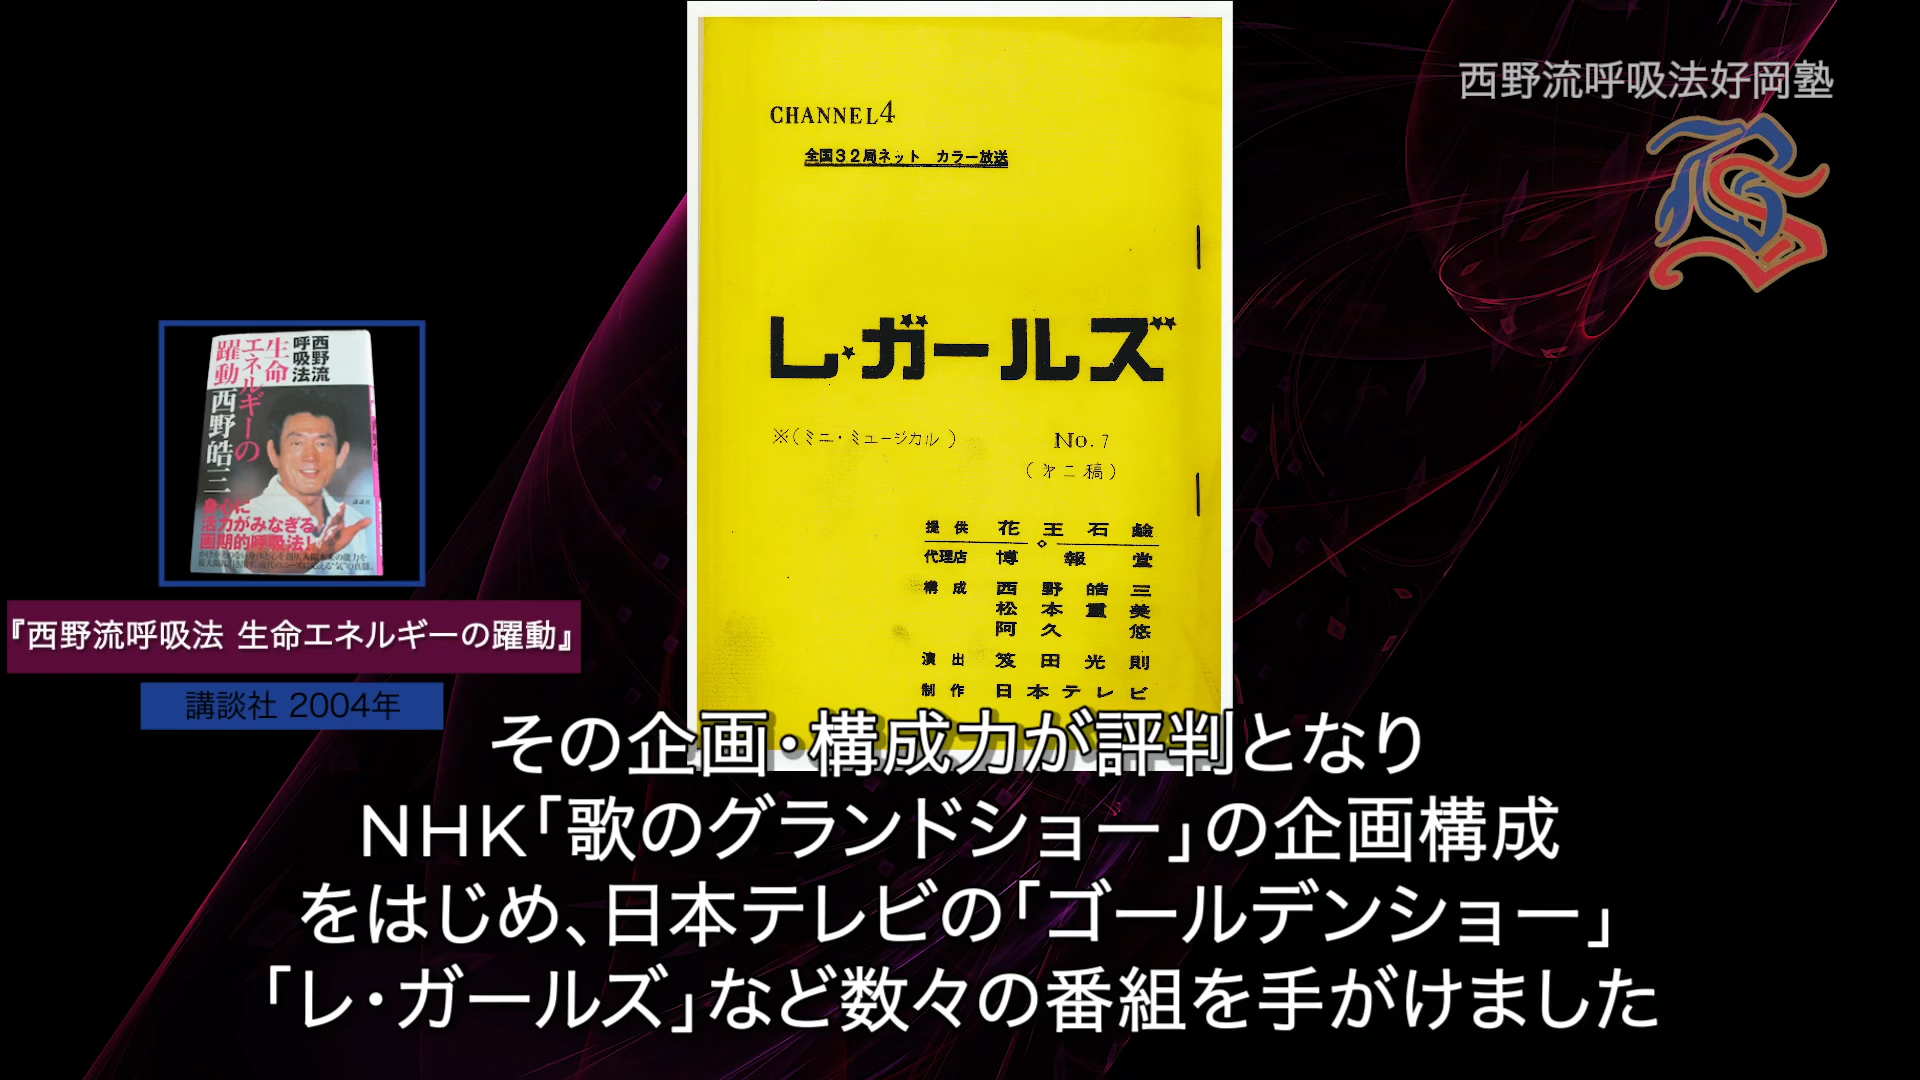 西野流呼吸法好岡塾
CHANNEL4
全国32局ネット カラー放送
レ・ガールズ
※(ミニ・ミュージカル) No.7
(才二稿)
提供 花王石鹸
代理店 博報堂
構成 西野皓三
松本重美
阿久悠
演出 笈田光則
制作 日本テレビ
西野流
呼吸法
生命
エネルギーの
躍動
西野皓三
講談社
身心に
活力がみなぎる
画期的呼吸法!
『西野流呼吸法 生命エネルギーの躍動』
講談社 2004年
その企画・構成力が評判となり
NHK「歌のグランドショー」の企画構成
をはじめ、日本テレビの「ゴールデンショー」
「レ・ガールズ」など数々の番組を手がけました